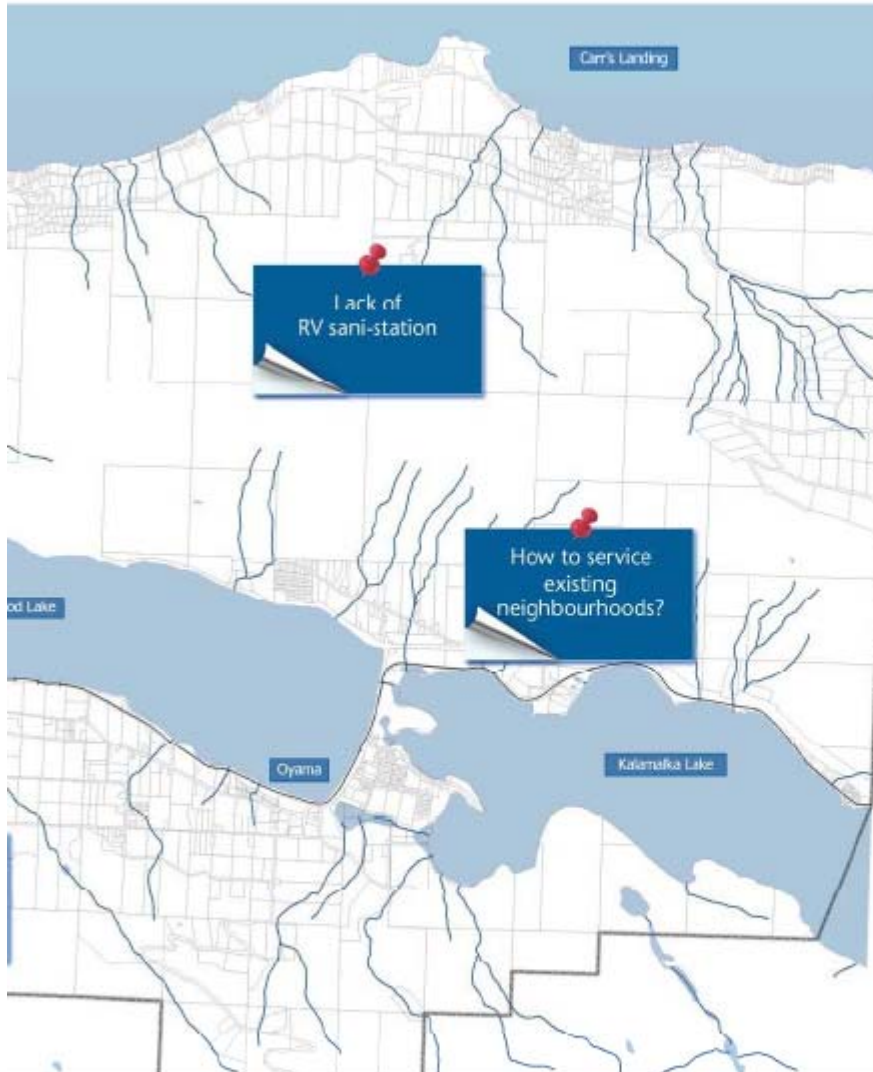 Carr's Landing
Lack of
RV sani-station
How to service
existing
neighbourhoods?
od Lake
Oyama
Kalamalka Lake